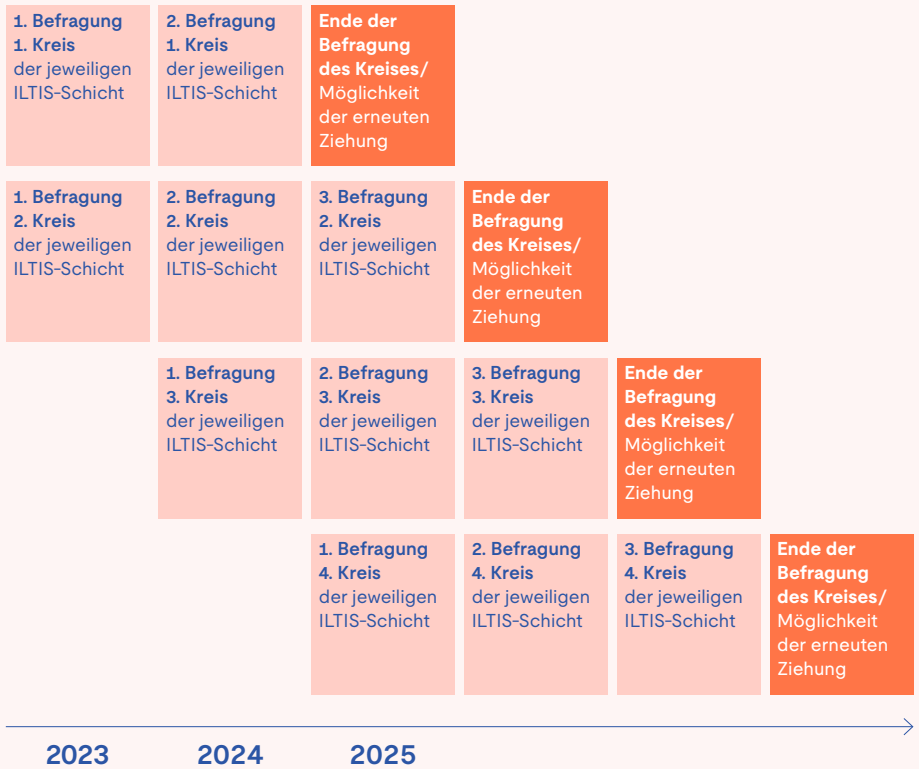 1. Befragung
1. Kreis
der jeweiligen
ILTIS-Schicht
2. Befragung
1. Kreis
der jeweiligen
ILTIS-Schicht
Ende der
Befragung
des Kreises/
Möglichkeit
der erneuten
Ziehung
1. Befragung
2. Kreis
der jeweiligen
ILTIS-Schicht
2. Befragung
2. Kreis
der jeweiligen
ILTIS-Schicht
3. Befragung
2. Kreis
der jeweiligen
ILTIS-Schicht
Ende der
Befragung
des Kreises/
Möglichkeit
der erneuten
Ziehung
1. Befragung
3. Kreis
der jeweiligen
ILTIS-Schicht
2. Befragung
3. Kreis
der jeweiligen
ILTIS-Schicht
3. Befragung
3. Kreis
der jeweiligen
ILTIS-Schicht
Ende der
Befragung
des Kreises/
Möglichkeit
der erneuten
Ziehung
1. Befragung
4. Kreis
der jeweiligen
ILTIS-Schicht
2. Befragung
4. Kreis
der jeweiligen
ILTIS-Schicht
3. Befragung
4. Kreis
der jeweiligen
ILTIS-Schicht
Ende der
Befragung
des Kreises/
Möglichkeit
der erneuten
Ziehung
2023
2024
2025